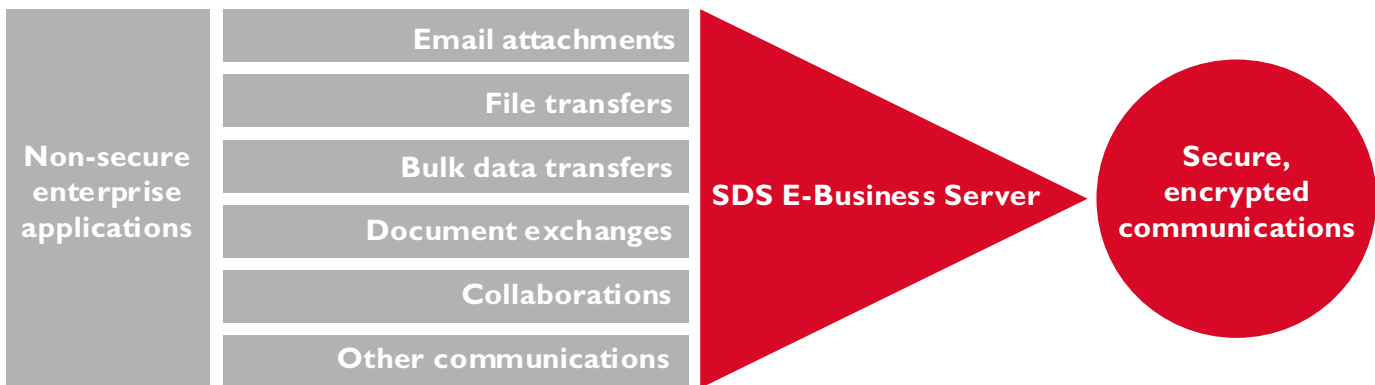 Non-secure
enterprise
applications
Email attachments
File transfers
Bulk data transfers
Document exchanges
Collaborations
Other communications
SDS E-Business Server
Secure,
encrypted
communications